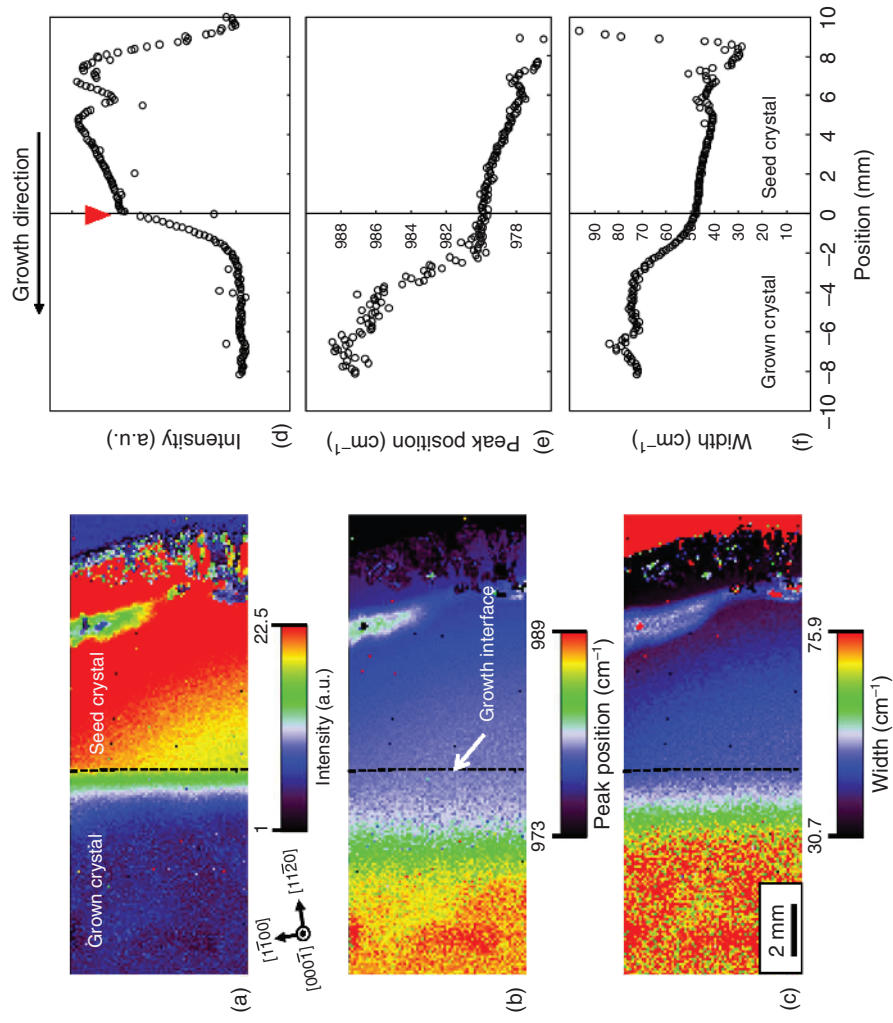 (a)
Grown crystal
Seed crystal
[11̄00]
[0001̄]
[112̄0]
1
22.5
Intensity (a.u.)
(b)
Growth interface
973
989
Peak position (cm⁻¹)
(c)
2 mm
30.7
75.9
Width (cm⁻¹)
Growth direction
(d)
Intensity (a.u.)
(e)
Peak position (cm⁻¹)
988
986
984
982
978
(f)
Width (cm⁻¹)
90
80
70
60
40
30
20
10
Grown crystal
Seed crystal
−10 −8 −6 −4 −2 0 2 4 6 8 10
Position (mm)